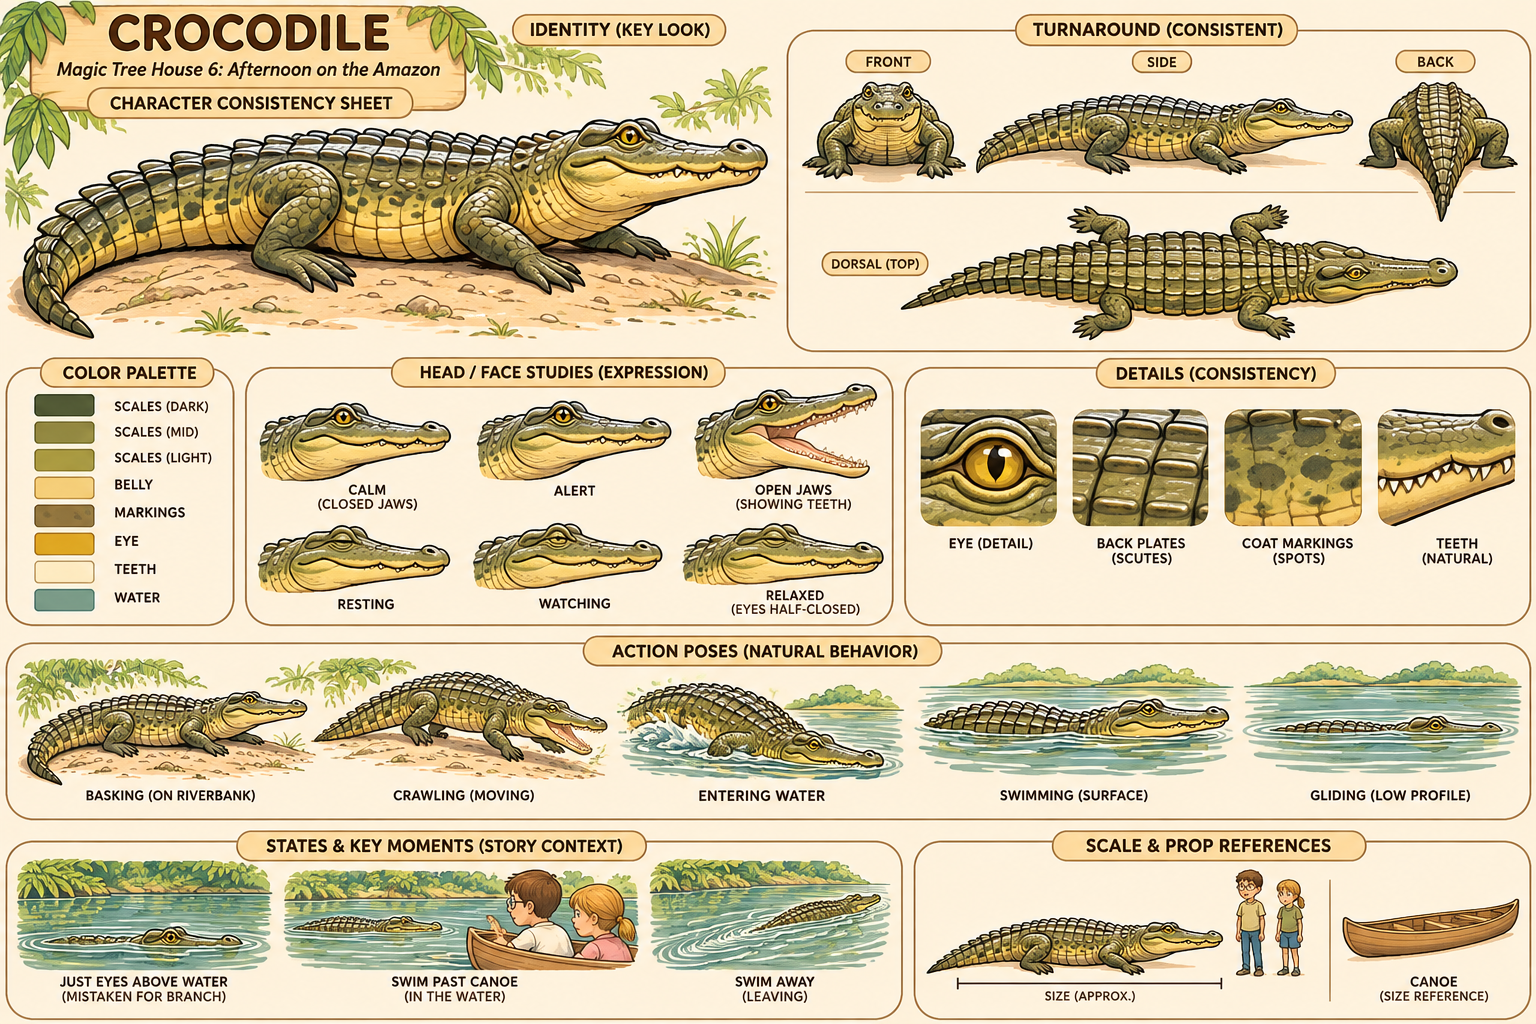 CROCODILE
Magic Tree House 6: Afternoon on the Amazon
CHARACTER CONSISTENCY SHEET
IDENTITY (KEY LOOK)
TURNAROUND (CONSISTENT)
FRONT
SIDE
BACK
DORSAL (TOP)
COLOR PALETTE
SCALES (DARK)
SCALES (MID)
SCALES (LIGHT)
BELLY
MARKINGS
EYE
TEETH
WATER
HEAD / FACE STUDIES (EXPRESSION)
CALM
(CLOSED JAWS)
ALERT
OPEN JAWS
(SHOWING TEETH)
RESTING
WATCHING
RELAXED
(EYES HALF-CLOSED)
DETAILS (CONSISTENCY)
EYE (DETAIL)
BACK PLATES
(SCUTES)
COAT MARKINGS
(SPOTS)
TEETH
(NATURAL)
ACTION POSES (NATURAL BEHAVIOR)
BASKING (ON RIVERBANK)
CRAWLING (MOVING)
ENTERING WATER
SWIMMING (SURFACE)
GLIDING (LOW PROFILE)
STATES & KEY MOMENTS (STORY CONTEXT)
JUST EYES ABOVE WATER
(MISTAKEN FOR BRANCH)
SWIM PAST CANOE
(IN THE WATER)
SWIM AWAY
(LEAVING)
SCALE & PROP REFERENCES
SIZE (APPROX.)
CANOE
(SIZE REFERENCE)